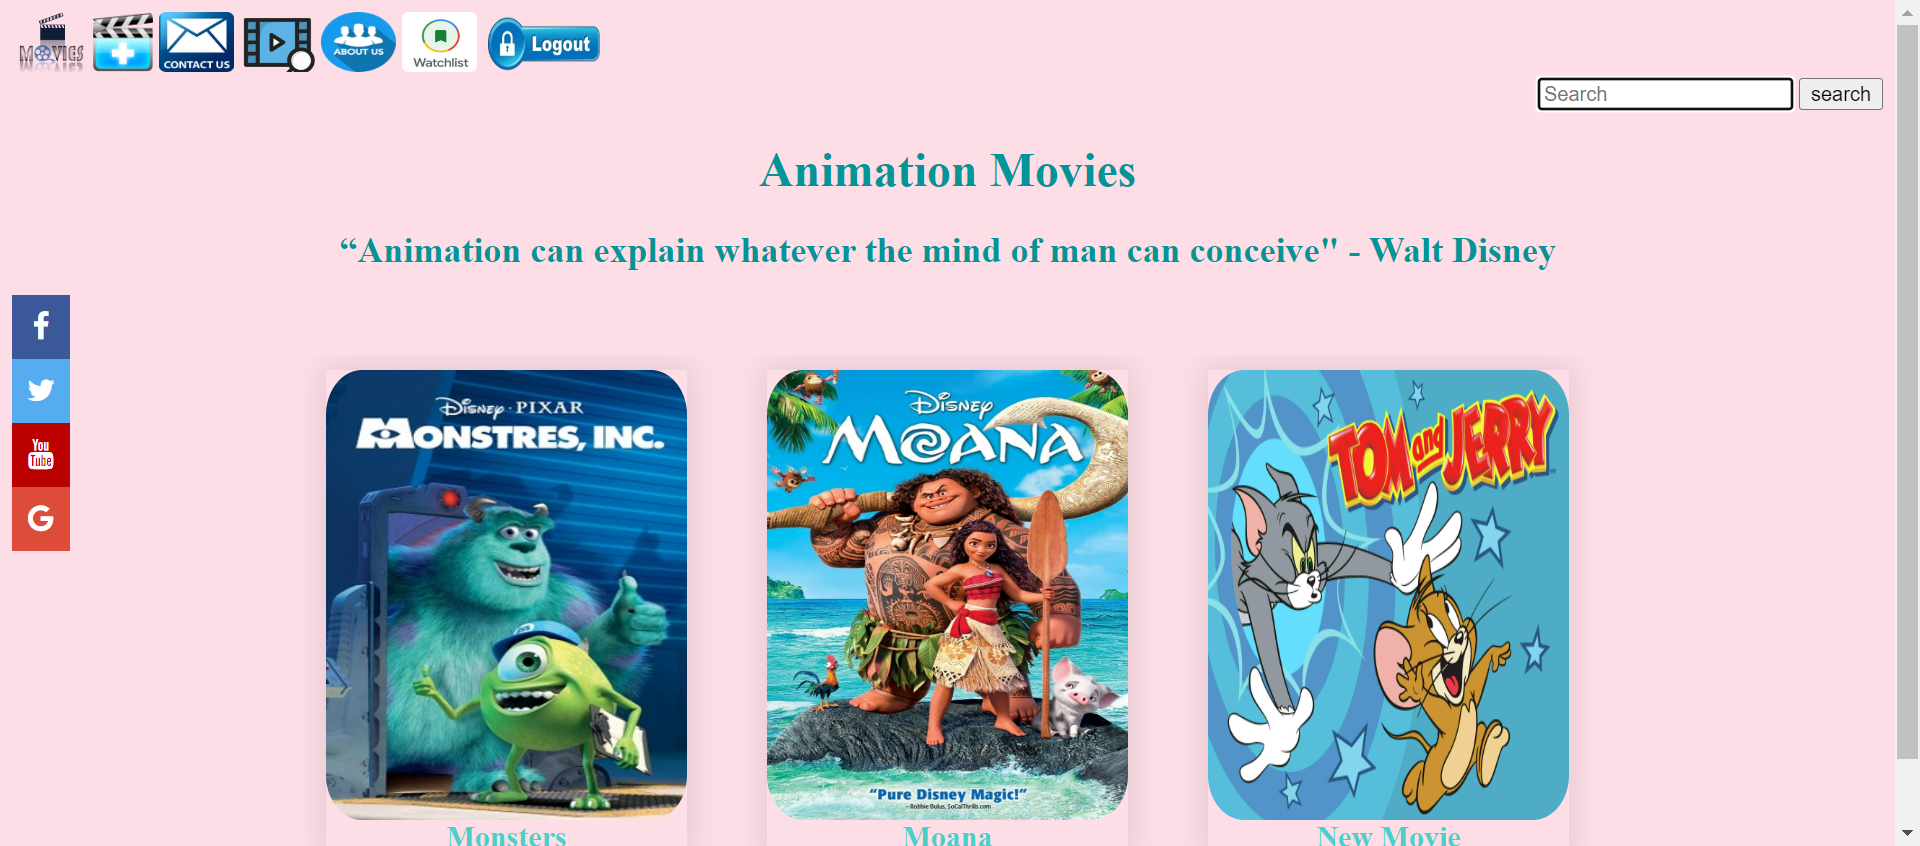 MOVIES
CONTACT US
ABOUT US
Watchlist
Logout
Search
search
Animation Movies
“Animation can explain whatever the mind of man can conceive" - Walt Disney
f
You
Tube
G
Disney · PIXAR
MONSTRES, INC.
Disney
MOANA
TOM and JERRY
“Pure Disney Magic!”
– Robbie Bulus, SoCalThrills.com
Monsters
Moana
New Movie